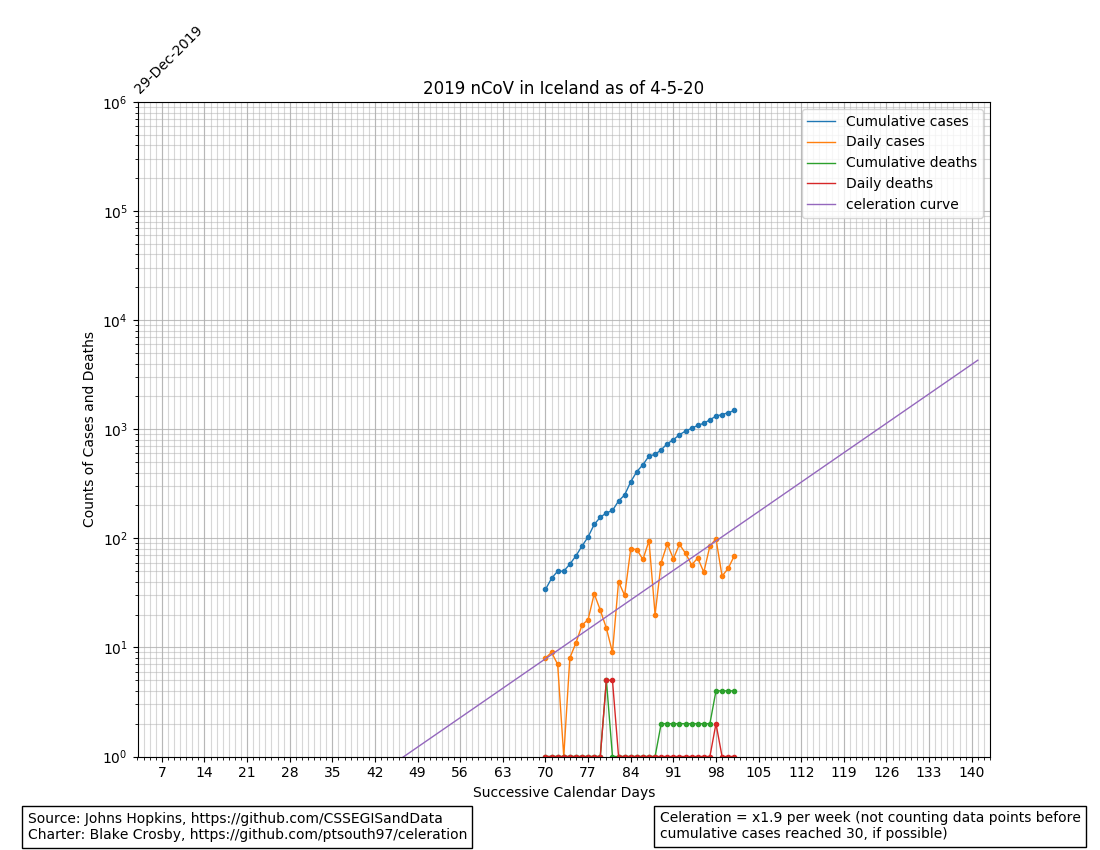 29-Dec-2019
2019 nCoV in Iceland as of 4-5-20
10^6
10^5
10^4
10^3
10^2
10^1
10^0
Counts of Cases and Deaths
Cumulative cases
Daily cases
Cumulative deaths
Daily deaths
celeration curve
7 14 21 28 35 42 49 56 63 70 77 84 91 98 105 112 119 126 133 140
Successive Calendar Days
Source: Johns Hopkins, https://github.com/CSSEGISandData
Charter: Blake Crosby, https://github.com/ptsouth97/celeration
Celeration = x1.9 per week (not counting data points before
cumulative cases reached 30, if possible)